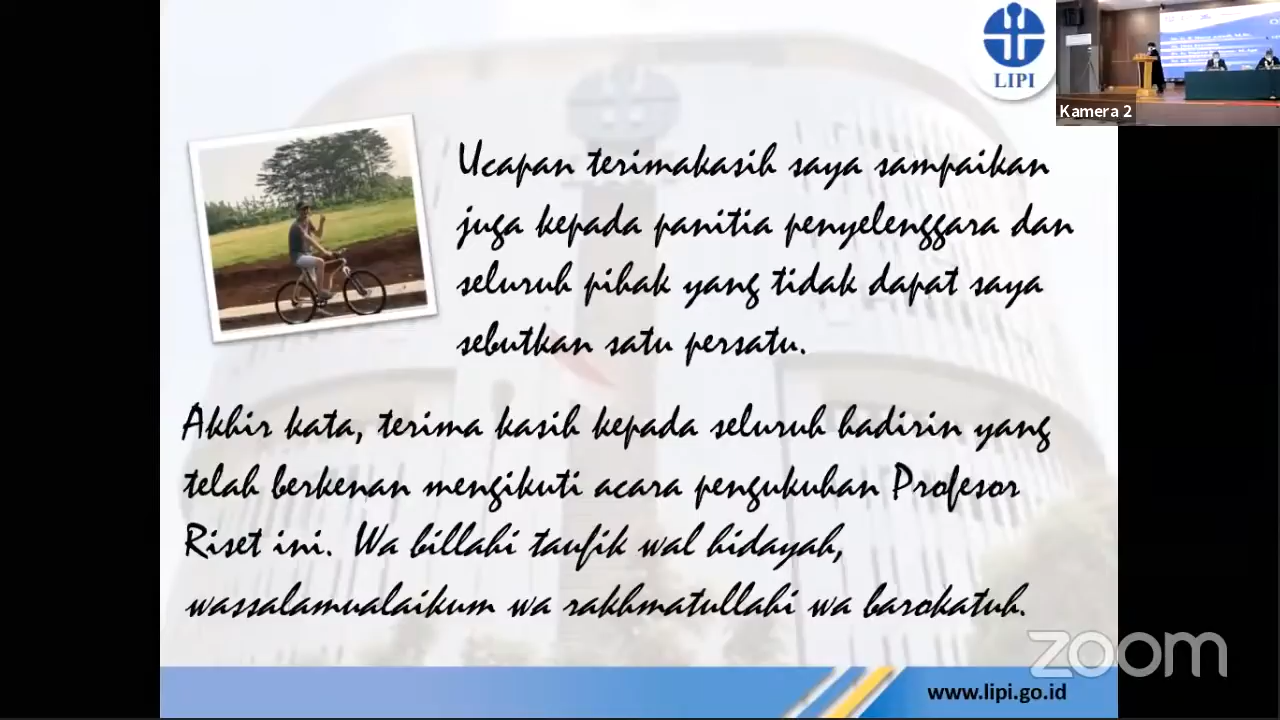 LIPI
Kamera 2
Ucapan terimakasih saya sampaikan
juga kepada panitia penyelenggara dan
seluruh pihak yang tidak dapat saya
sebutkan satu persatu.
Akhir kata, terima kasih kepada seluruh hadirin yang
telah berkenan mengikuti acara pengukuhan Profesor
Riset ini. Wa billahi taufik wal hidayah,
wassalamualaikum wa rakhmatullahi wa barokatuh.
zoom
www.lipi.go.id